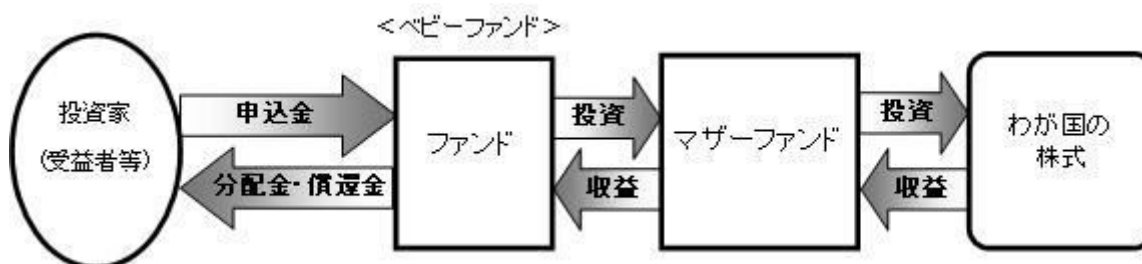 <ベビーファンド>
投資家
(受益者等)
申込金
分配金・償還金
ファンド
投資
収益
マザーファンド
投資
収益
わが国の
株式